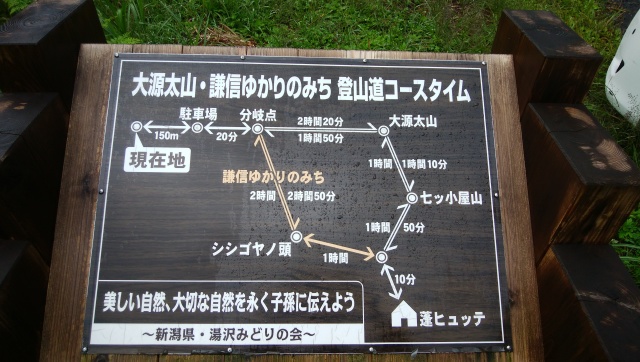 大源太山・謙信ゆかりのみち 登山道コースタイム
駐車場
分岐点
大源太山
2時間20分
1時間50分
150m
20分
現在地
1時間
1時間10分
謙信ゆかりのみち
2時間
2時間50分
七ッ小屋山
1時間
50分
シシゴヤノ頭
1時間
10分
蓬ヒュッテ
美しい自然、大切な自然を永く子孫に伝えよう
～新潟県・湯沢みどりの会～